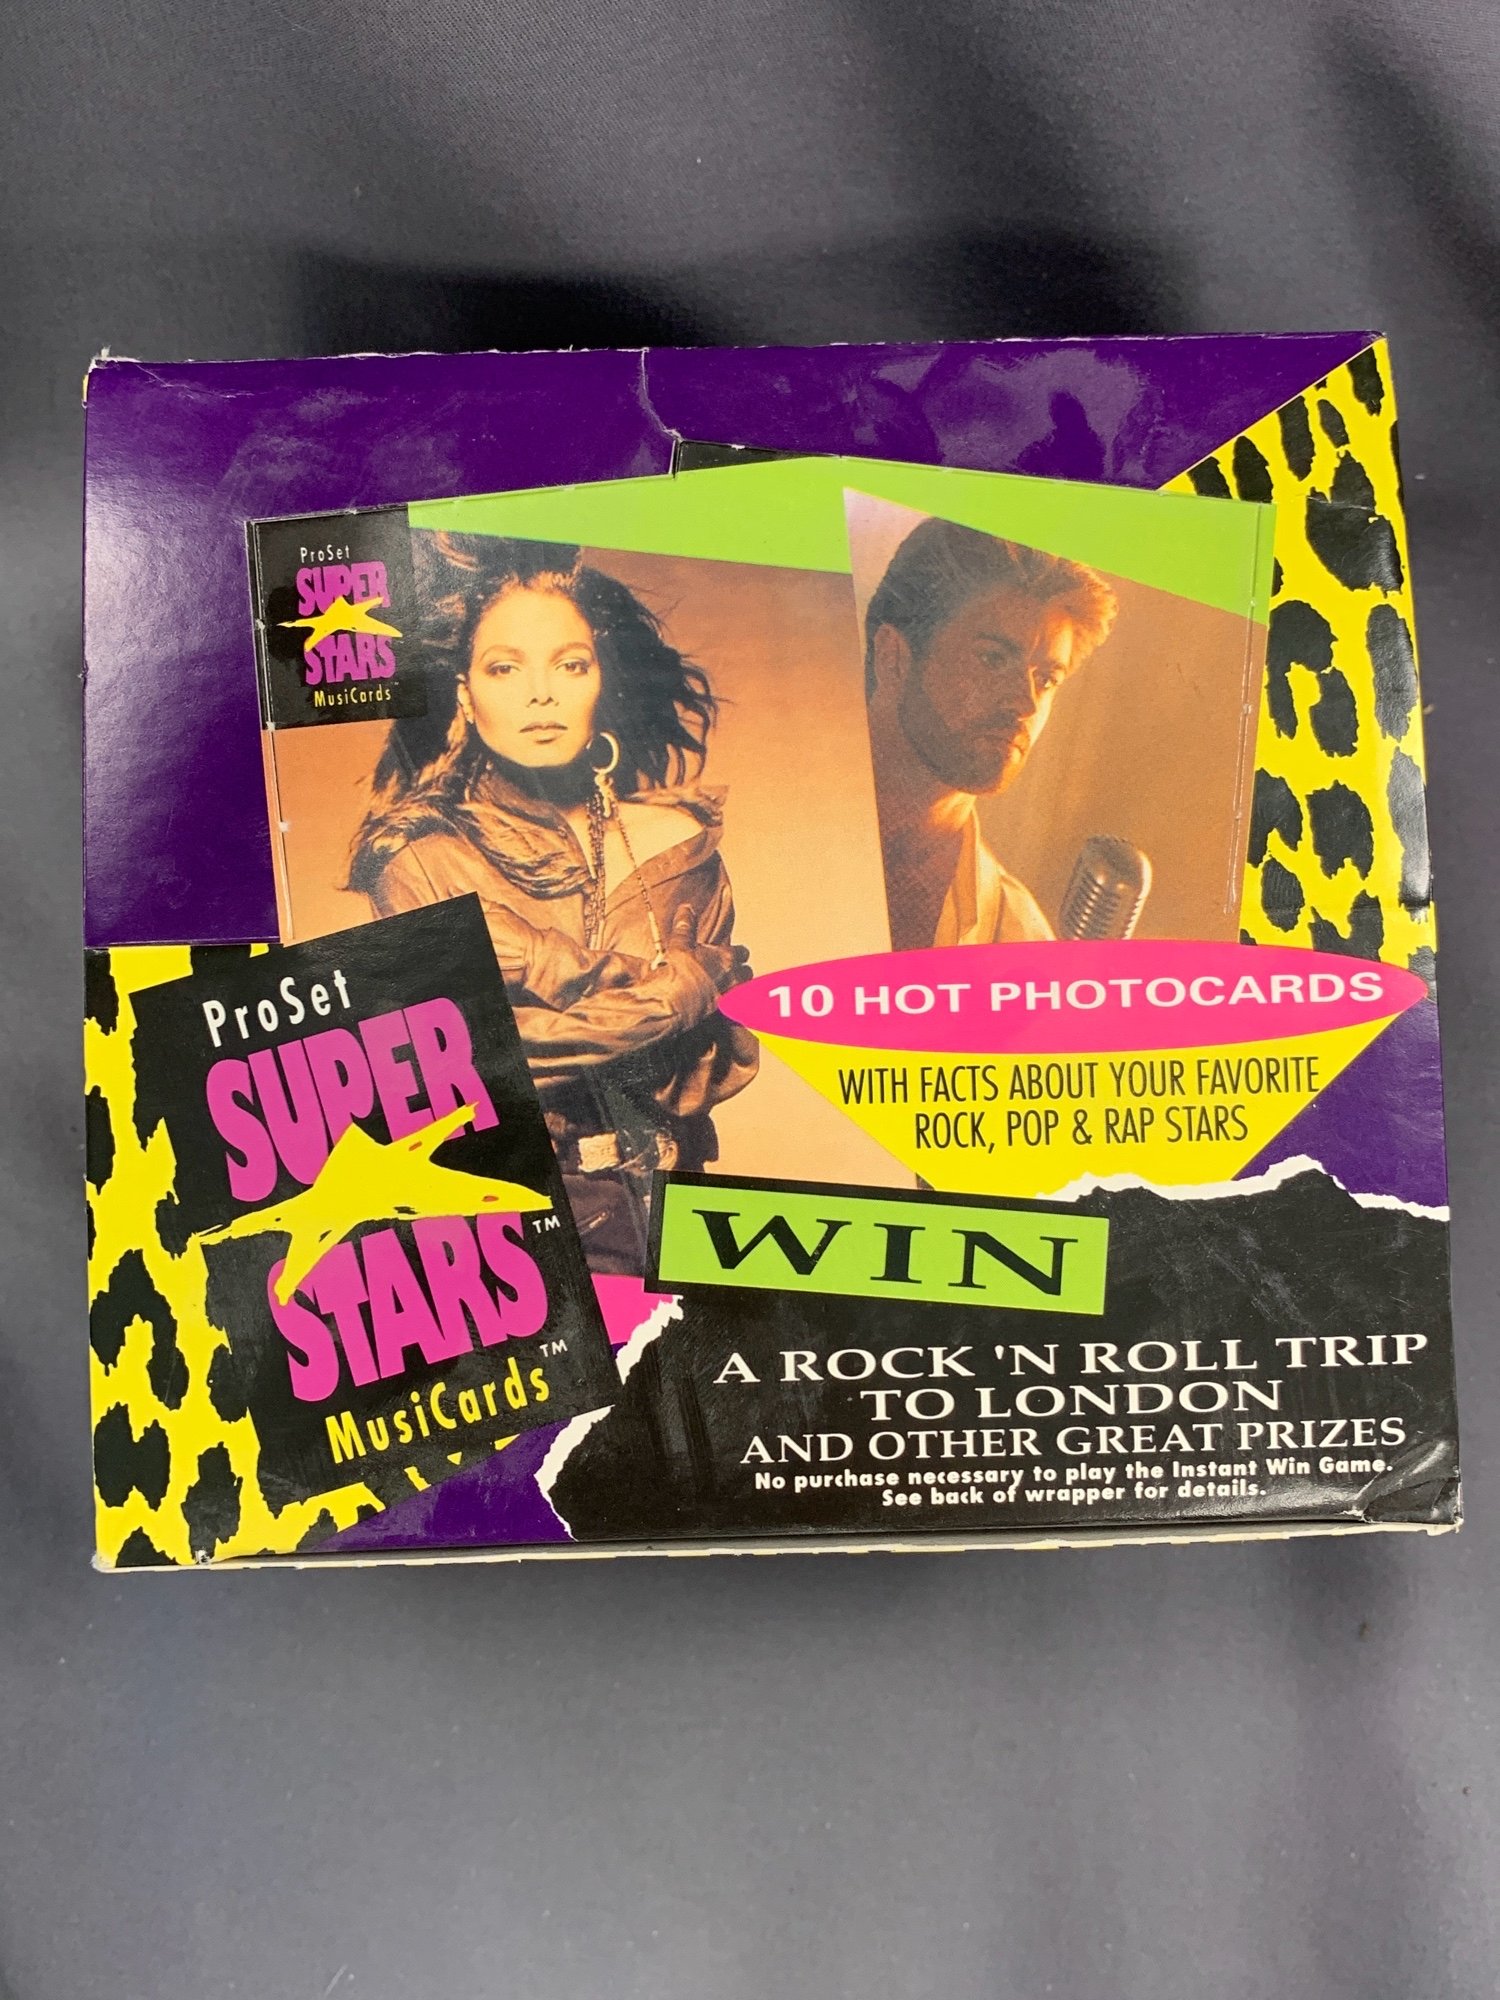 ProSet
SUPER
STARS
MusiCards™
ProSet
SUPER
STARS™
MusiCards™
10 HOT PHOTOCARDS
WITH FACTS ABOUT YOUR FAVORITE
ROCK, POP & RAP STARS
WIN
A ROCK 'N ROLL TRIP
TO LONDON
AND OTHER GREAT PRIZES
No purchase necessary to play the Instant Win Game.
See back of wrapper for details.